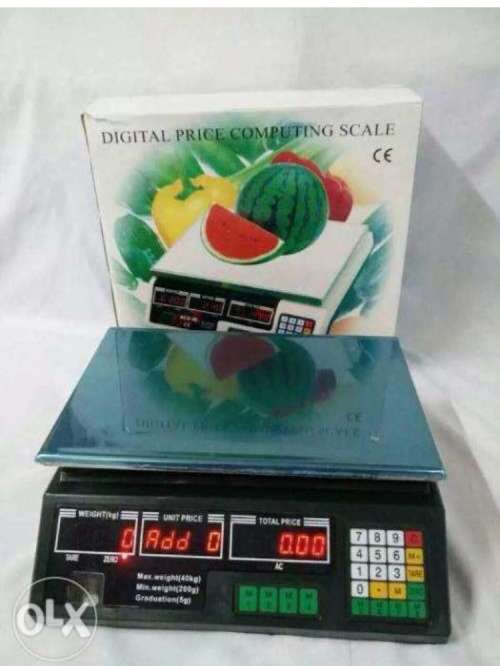 DIGITAL PRICE COMPUTING SCALE
CE
WEIGHT(kg) UNIT PRICE TOTAL PRICE
0 Add 0 0.00
TARE ZERO AC
Max.weight(40kg)
Min.weight(200g)
Graduation(5g)
7 8 9 C
4 5 6 M+
1 2 3 TARE
0 • M ZERO
OLX